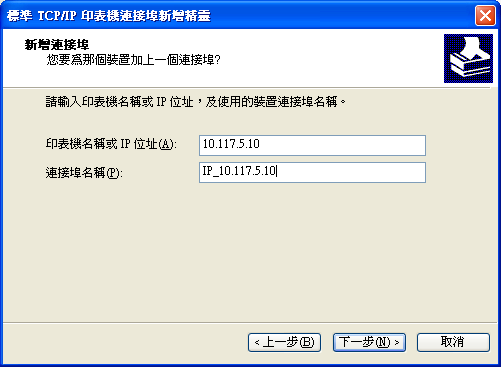 標準 TCP/IP 印表機連接埠新增精靈
新增連接埠
您要為那個裝置加上一個連接埠?
請輸入印表機名稱或 IP 位址，及使用的裝置連接埠名稱。
印表機名稱或 IP 位址(A): 10.117.5.10
連接埠名稱(P): IP_10.117.5.10
< 上一步(B) 下一步(N) > 取消